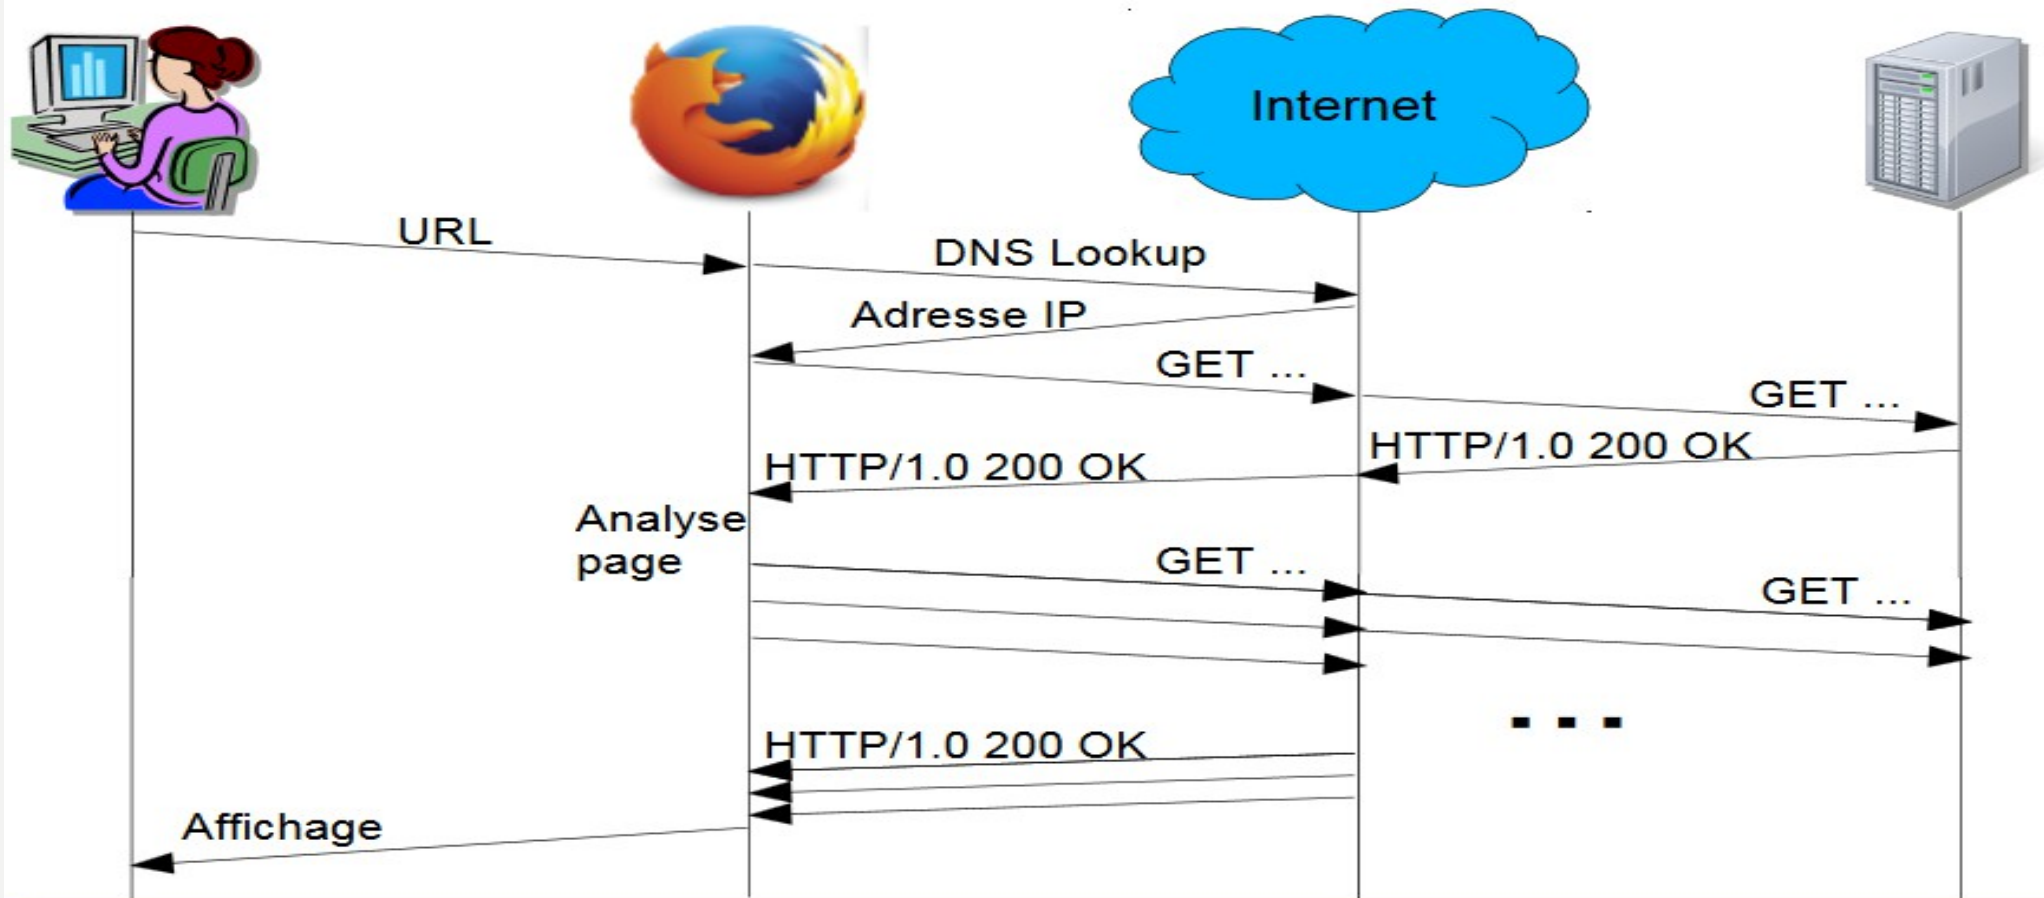 Internet
URL
DNS Lookup
Adresse IP
GET ...
GET ...
HTTP/1.0 200 OK
HTTP/1.0 200 OK
Analyse
page
GET ...
GET ...
...
HTTP/1.0 200 OK
Affichage